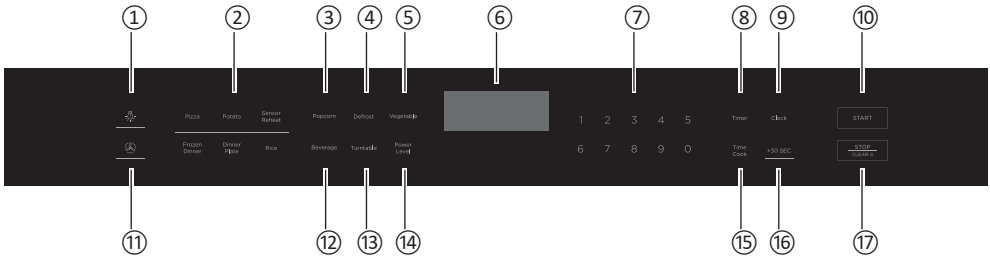 ① ② ③ ④ ⑤ ⑥ ⑦ ⑧ ⑨ ⑩
Pizza Potato Sensor Reheat Popcorn Defrost Vegetable 1 2 3 4 5 Timer Clock START
Frozen Dinner Dinner Plate Rice Beverage Turntable Power Level 6 7 8 9 0 Time Cook +30 SEC STOP
CLEAR
⑪ ⑫ ⑬ ⑭ ⑮ ⑯ ⑰